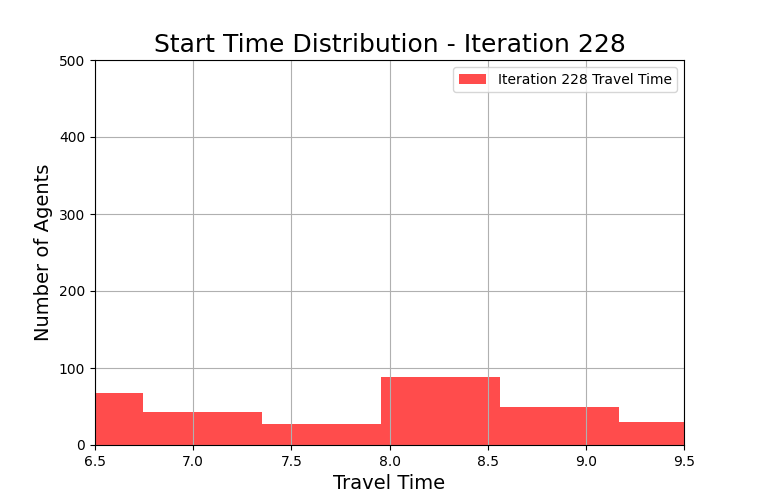 Start Time Distribution - Iteration 228
Iteration 228 Travel Time
Number of Agents
500
400
300
200
100
0
6.5 7.0 7.5 8.0 8.5 9.0 9.5
Travel Time